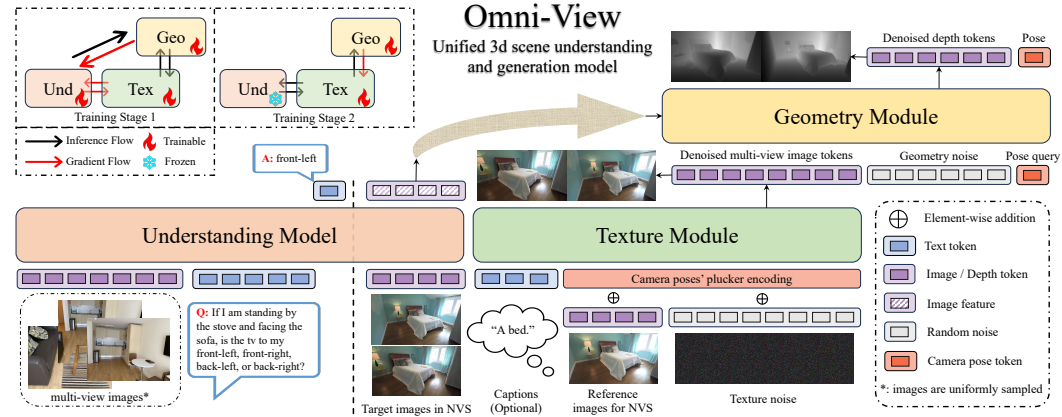 Omni-View
Unified 3d scene understanding
and generation model
Geo
Und
Tex
Training Stage 1
Geo
Und
Tex
Training Stage 2
Inference Flow
Trainable
Gradient Flow
Frozen
Denoised depth tokens
Pose
Geometry Module
Denoised multi-view image tokens
Geometry noise
Pose query
A: front-left
Understanding Model
Texture Module
Camera poses' plucker encoding
Q: If I am standing by
the stove and facing the
sofa, is the tv to my
front-left, front-right,
back-left, or back-right?
multi-view images*
Target images in NVS
"A bed."
Captions
(Optional)
Reference
images for NVS
Texture noise
Element-wise addition
Text token
Image / Depth token
Image feature
Random noise
Camera pose token
*: images are uniformly sampled